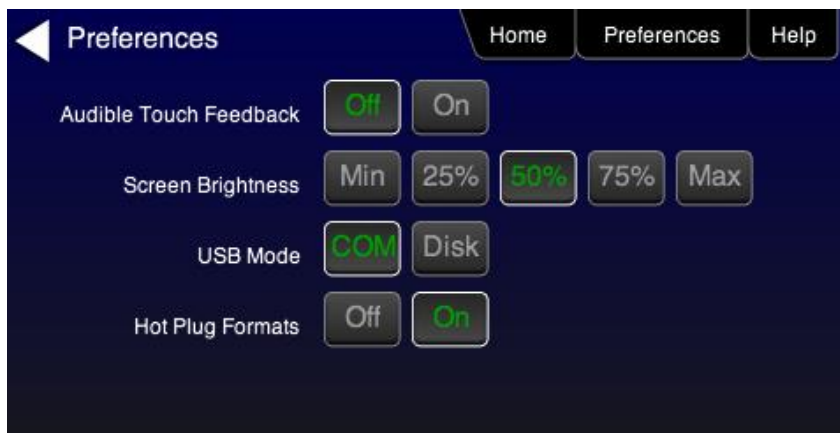 Preferences Home Preferences Help
Audible Touch Feedback Off On
Screen Brightness Min 25% 50% 75% Max
USB Mode COM Disk
Hot Plug Formats Off On